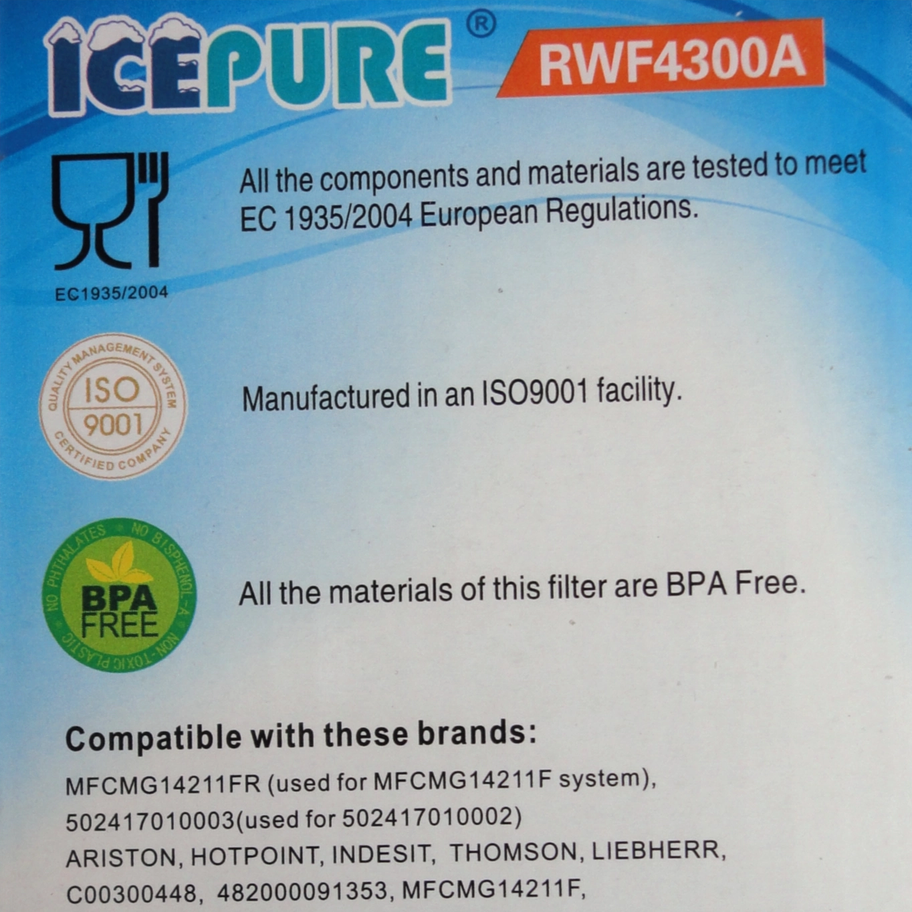 ICEPURE® RWF4300A
All the components and materials are tested to meet
EC 1935/2004 European Regulations.
EC1935/2004
QUALITY MANAGEMENT SYSTEM
ISO
9001
CERTIFIED COMPANY
Manufactured in an ISO9001 facility.
NO PHTHALATES * NO BISPHENOL-A * NON-TOXIC PLASTIC *
BPA
FREE
All the materials of this filter are BPA Free.
Compatible with these brands:
MFCMG14211FR (used for MFCMG14211F system),
502417010003(used for 502417010002)
ARISTON, HOTPOINT, INDESIT, THOMSON, LIEBHERR,
C00300448, 482000091353, MFCMG14211F,